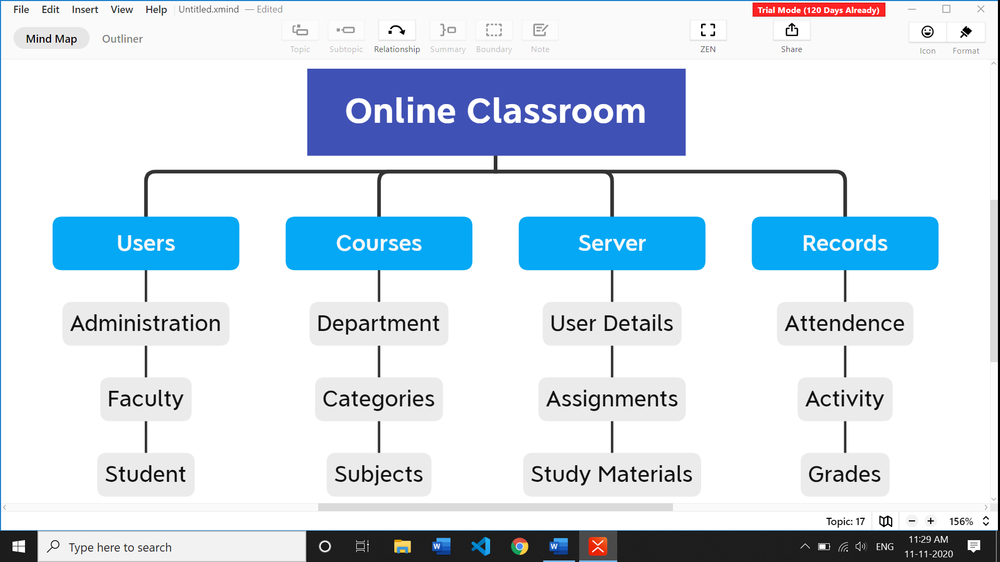 File Edit Insert View Help Untitled.xmind — Edited
Trial Mode (120 Days Already)
Mind Map Outliner
Topic Subtopic Relationship Summary Boundary Note ZEN Share Icon Format
Online Classroom
Users Courses Server Records
Administration Department User Details Attendence
Faculty Categories Assignments Activity
Student Subjects Study Materials Grades
Topic: 17 156%
Type here to search
ENG
11:29 AM
11-11-2020